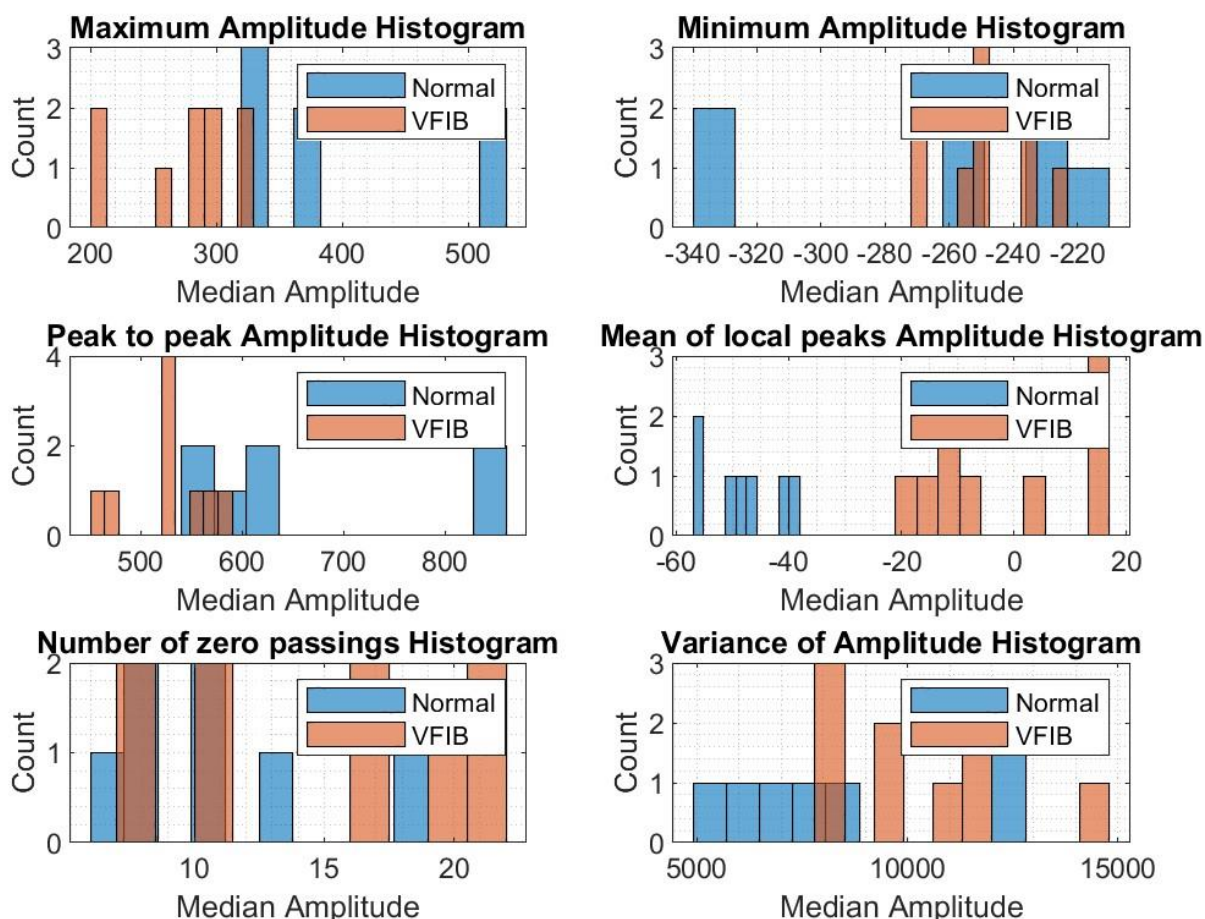 Maximum Amplitude Histogram
3
2
1
0
Count
Normal
VFIB
200 300 400 500
Median Amplitude
Minimum Amplitude Histogram
3
2
1
0
Count
Normal
VFIB
-340 -320 -300 -280 -260 -240 -220
Median Amplitude
Peak to peak Amplitude Histogram
4
2
0
Count
Normal
VFIB
500 600 700 800
Median Amplitude
Mean of local peaks Amplitude Histogram
3
2
1
0
Count
Normal
VFIB
-60 -40 -20 0 20
Median Amplitude
Number of zero passings Histogram
2
1
0
Count
Normal
VFIB
10 15 20
Median Amplitude
Variance of Amplitude Histogram
3
2
1
0
Count
Normal
VFIB
5000 10000 15000
Median Amplitude